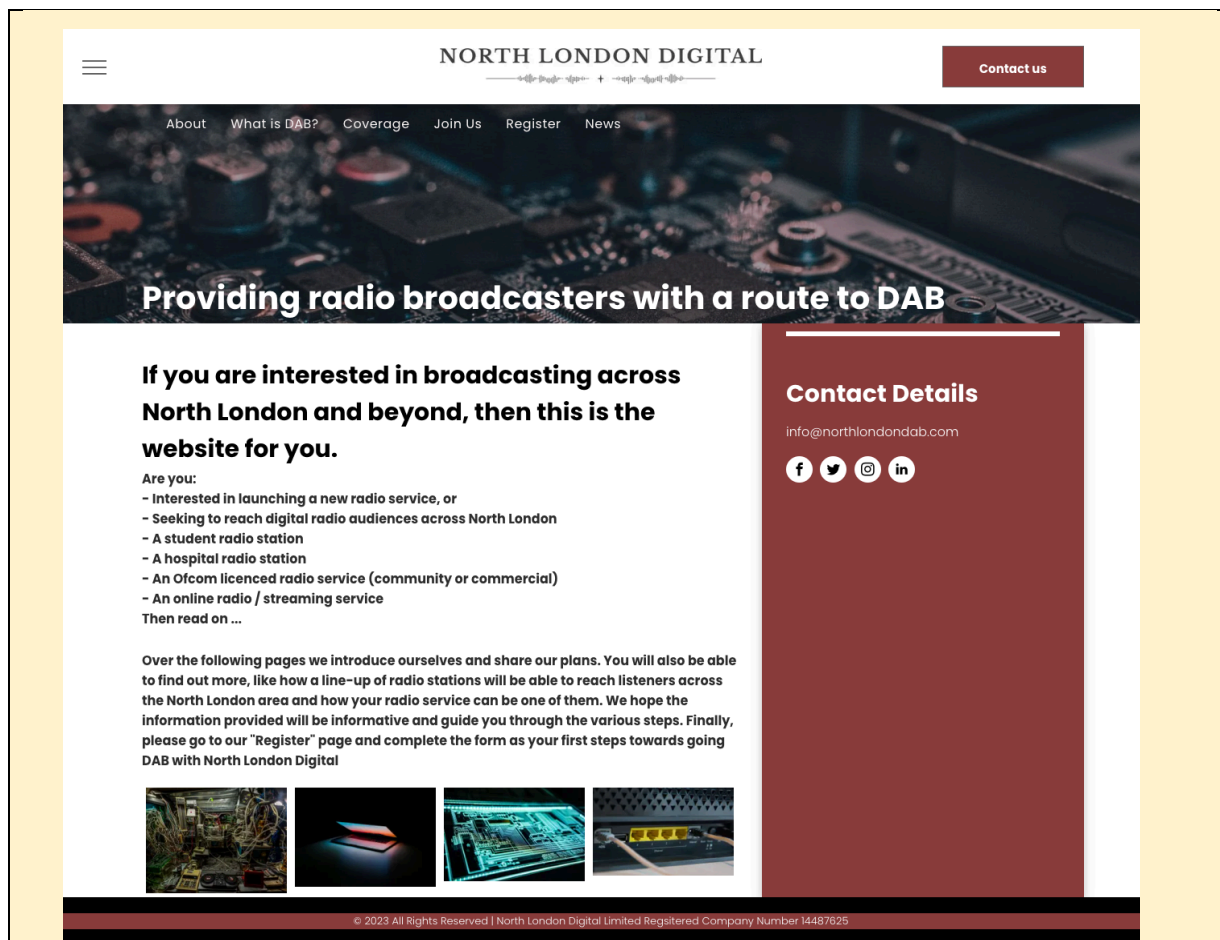 NORTH LONDON DIGITAL
Contact us
About What is DAB? Coverage Join Us Register News
Providing radio broadcasters with a route to DAB
If you are interested in broadcasting across
North London and beyond, then this is the
website for you.
Are you:
- Interested in launching a new radio service, or
- Seeking to reach digital radio audiences across North London
- A student radio station
- A hospital radio station
- An Ofcom licenced radio service (community or commercial)
- An online radio / streaming service
Then read on ...
Over the following pages we introduce ourselves and share our plans. You will also be able
to find out more, like how a line-up of radio stations will be able to reach listeners across
the North London area and how your radio service can be one of them. We hope the
information provided will be informative and guide you through the various steps. Finally,
please go to our "Register" page and complete the form as your first steps towards going
DAB with North London Digital
Contact Details
info@northlondondab.com
© 2023 All Rights Reserved | North London Digital Limited Regsitered Company Number 14487625